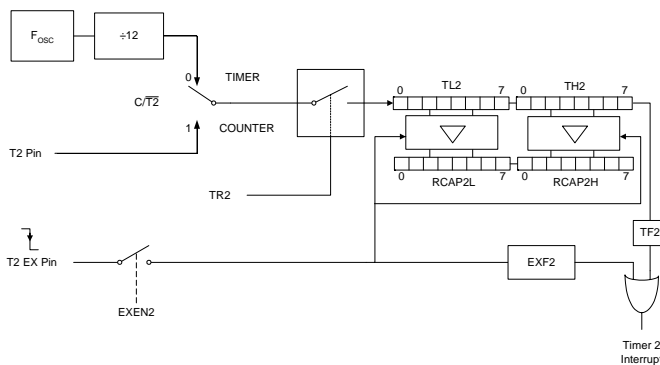 FOSC
÷12
0
TIMER
C/T2
1
COUNTER
T2 Pin
TR2
0 TL2 7
0 TH2 7
0 RCAP2L 7
0 RCAP2H 7
TF2
T2 EX Pin
EXEN2
EXF2
Timer 2
Interrupt